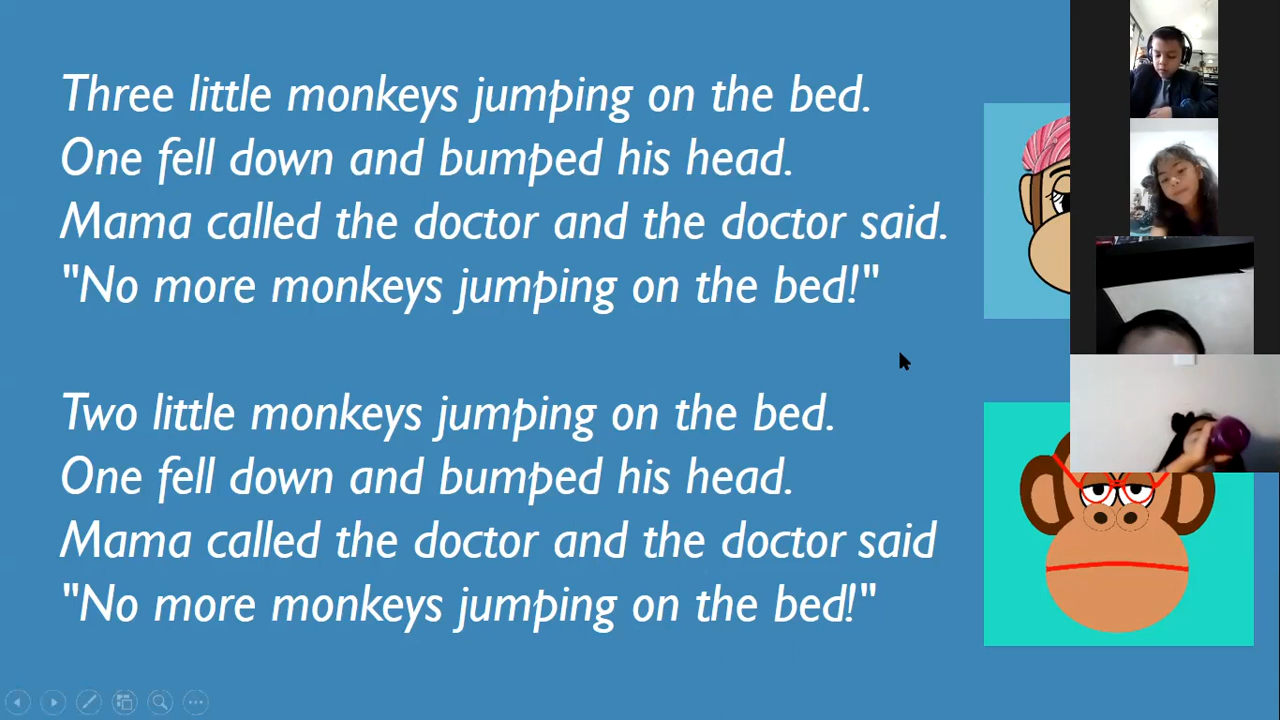 Three little monkeys jumping on the bed.
One fell down and bumped his head.
Mama called the doctor and the doctor said.
"No more monkeys jumping on the bed!"
Two little monkeys jumping on the bed.
One fell down and bumped his head.
Mama called the doctor and the doctor said
"No more monkeys jumping on the bed!"